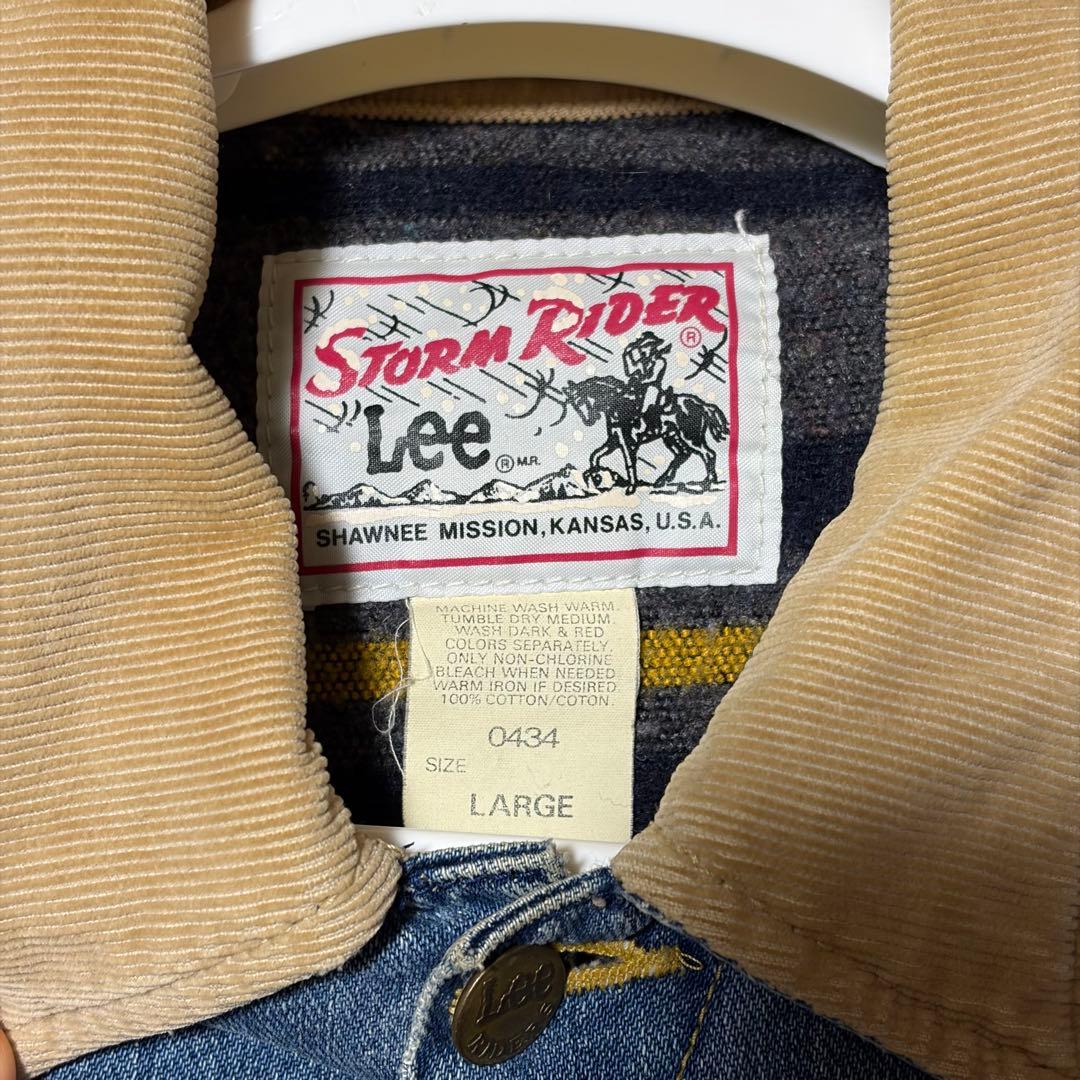 STORM RIDER ®
Lee ® M.R.
SHAWNEE MISSION, KANSAS, U.S.A.
MACHINE WASH WARM.
TUMBLE DRY MEDIUM.
WASH DARK & RED
COLORS SEPARATELY.
ONLY NON-CHLORINE
BLEACH WHEN NEEDED
WARM IRON IF DESIRED
100% COTTON/COTON.
0434
SIZE
LARGE
Lee
RIDERS